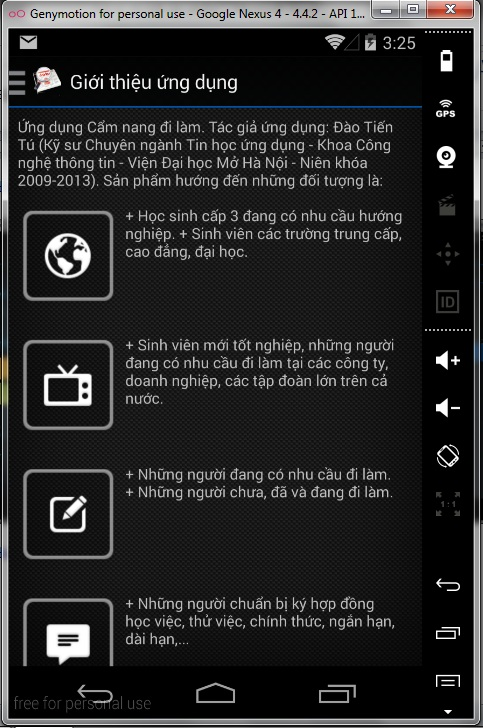 Genymotion for personal use - Google Nexus 4 - 4.4.2 - API 1...
3:25
Giới thiệu ứng dụng
GPS
Ứng dụng Cẩm nang đi làm. Tác giả ứng dụng: Đào Tiến
Tú (Kỹ sư Chuyên ngành Tin học ứng dụng - Khoa Công
nghệ thông tin - Viện Đại học Mở Hà Nội - Niên khóa
2009-2013). Sản phẩm hướng đến những đối tượng là:
+ Học sinh cấp 3 đang có nhu cầu hướng
nghiệp. + Sinh viên các trường trung cấp,
cao đẳng, đại học.
ID
+ Sinh viên mới tốt nghiệp, những người
đang có nhu cầu đi làm tại các công ty,
doanh nghiệp, các tập đoàn lớn trên cả
nước.
+ Những người đang có nhu cầu đi làm.
+ Những người chưa, đã và đang đi làm.
1:1
+ Những người chuẩn bị ký hợp đồng
học việc, thử việc, chính thức, ngắn hạn,
dài hạn,...
free for personal use